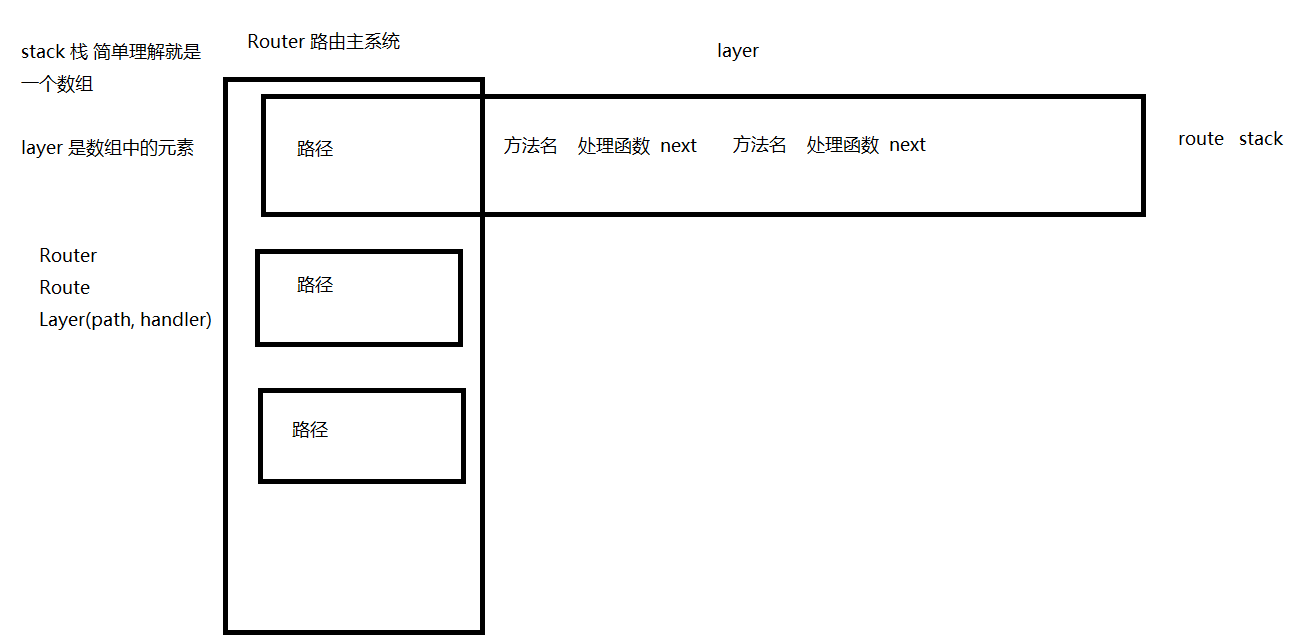 stack 栈 简单理解就是
一个数组
layer 是数组中的元素
Router
Route
Layer(path, handler)
Router 路由主系统
layer
路径
方法名 处理函数 next 方法名 处理函数 next
route stack
路径
路径